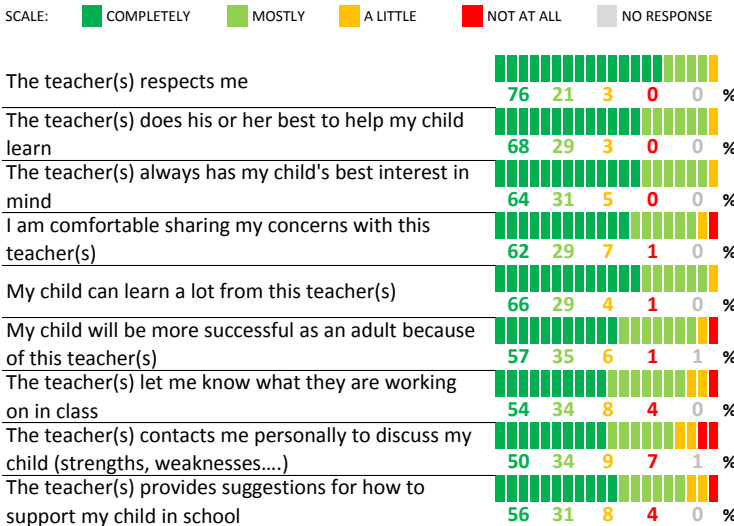 SCALE: COMPLETELY MOSTLY A LITTLE NOT AT ALL NO RESPONSE
The teacher(s) respects me
76 21 3 0 0 %
The teacher(s) does his or her best to help my child
learn
68 29 3 0 0 %
The teacher(s) always has my child's best interest in
mind
64 31 5 0 0 %
I am comfortable sharing my concerns with this
teacher(s)
62 29 7 1 0 %
My child can learn a lot from this teacher(s)
66 29 4 1 0 %
My child will be more successful as an adult because
of this teacher(s)
57 35 6 1 1 %
The teacher(s) let me know what they are working
on in class
54 34 8 4 0 %
The teacher(s) contacts me personally to discuss my
child (strengths, weaknesses....)
50 34 9 7 1 %
The teacher(s) provides suggestions for how to
support my child in school
56 31 8 4 0 %